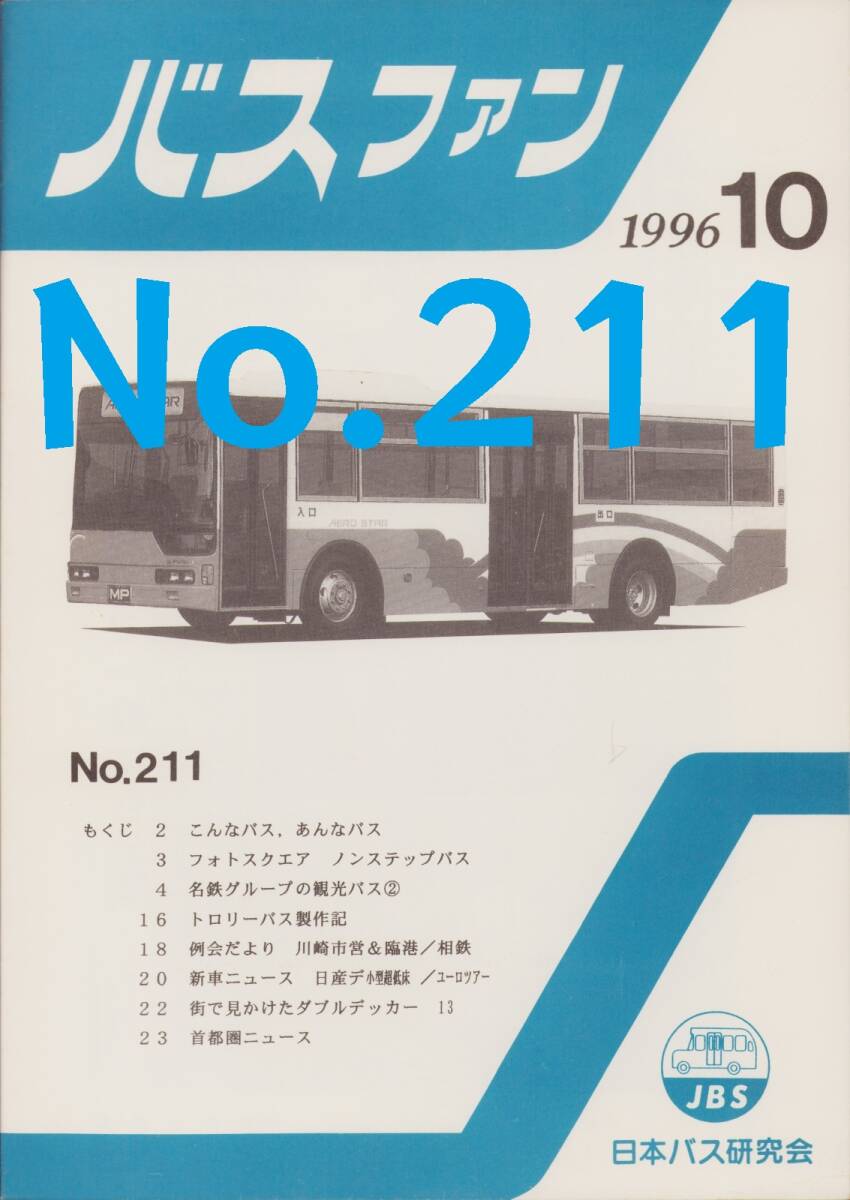 バスファン
1996 10
No.211
AERO STAR
入口
出口
AERO STAR
MP
No.211
もくじ 2 こんなバス，あんなバス
3 フォトスクエア ノンステップバス
4 名鉄グループの観光バス②
16 トロリーバス製作記
18 例会だより 川崎市営＆臨港／相鉄
20 新車ニュース 日産デ小型超低床／ユーロツアー
22 街で見かけたダブルデッカー 13
23 首都圏ニュース
JBS
日本バス研究会